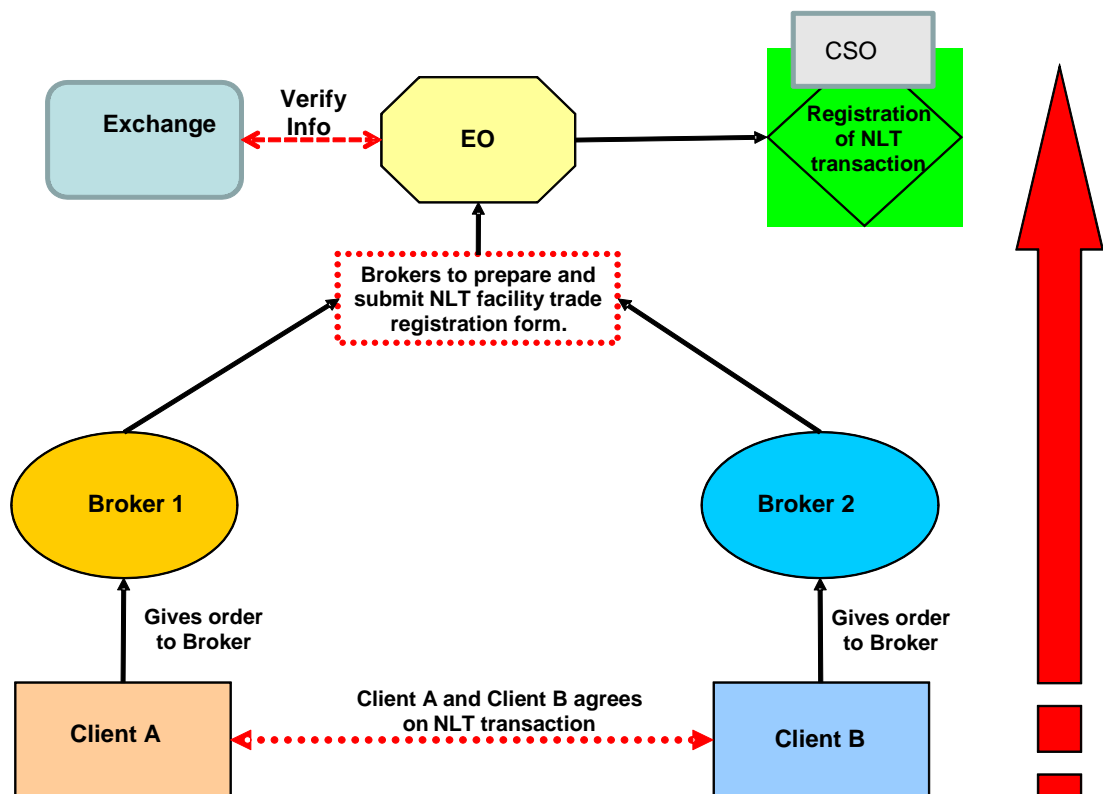 CSO
Verify
Info
Exchange
EO
Registration
of NLT
transaction
Brokers to prepare and
submit NLT facility trade
registration form.
Broker 1
Broker 2
Gives order
to Broker
Gives order
to Broker
Client A and Client B agrees
on NLT transaction
Client A
Client B